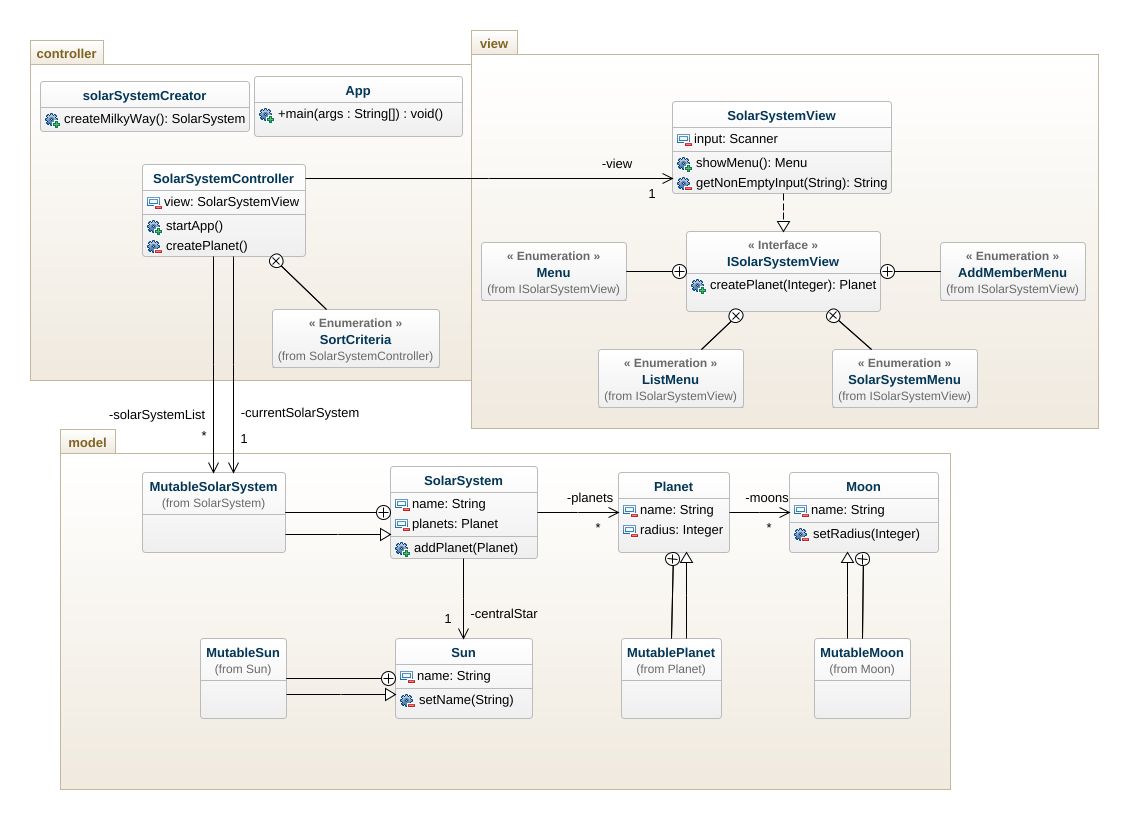 controller
solarSystemCreator
createMilkyWay(): SolarSystem
App
+main(args : String[]) : void()
SolarSystemController
view: SolarSystemView
startApp()
createPlanet()
« Enumeration »
SortCriteria
(from SolarSystemController)
-view
1
view
SolarSystemView
input: Scanner
showMenu(): Menu
getNonEmptyInput(String): String
« Enumeration »
Menu
(from ISolarSystemView)
« Interface »
ISolarSystemView
createPlanet(Integer): Planet
« Enumeration »
AddMemberMenu
(from ISolarSystemView)
« Enumeration »
ListMenu
(from ISolarSystemView)
« Enumeration »
SolarSystemMenu
(from ISolarSystemView)
-solarSystemList
*
-currentSolarSystem
1
model
MutableSolarSystem
(from SolarSystem)
SolarSystem
name: String
planets: Planet
addPlanet(Planet)
-planets
*
Planet
name: String
radius: Integer
-moons
*
Moon
name: String
setRadius(Integer)
1
-centralStar
MutableSun
(from Sun)
Sun
name: String
setName(String)
MutablePlanet
(from Planet)
MutableMoon
(from Moon)